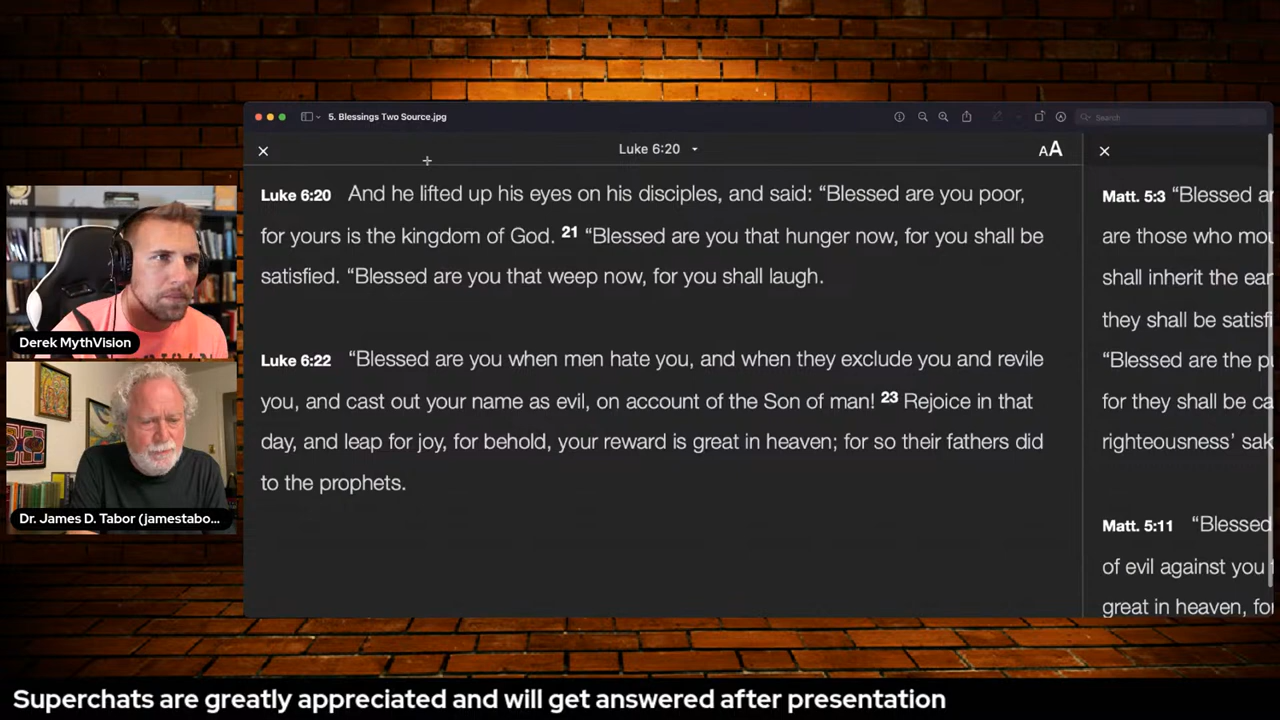 5. Blessings Two Source.jpg
Search
Luke 6:20
AA
Luke 6:20 And he lifted up his eyes on his disciples, and said: “Blessed are you poor,
for yours is the kingdom of God. 21 “Blessed are you that hunger now, for you shall be
satisfied. “Blessed are you that weep now, for you shall laugh.
Luke 6:22 “Blessed are you when men hate you, and when they exclude you and revile
you, and cast out your name as evil, on account of the Son of man! 23 Rejoice in that
day, and leap for joy, for behold, your reward is great in heaven; for so their fathers did
to the prophets.
Matt. 5:3 “Blessed
are those who
shall inherit the
they shall be
“Blessed are the
for they shall be
righteousness’
Matt. 5:11 “Blessed
of evil against you
great in heaven,
Derek MythVision
Dr. James D. Tabor (jamestabo...
Superchats are greatly appreciated and will get answered after presentation